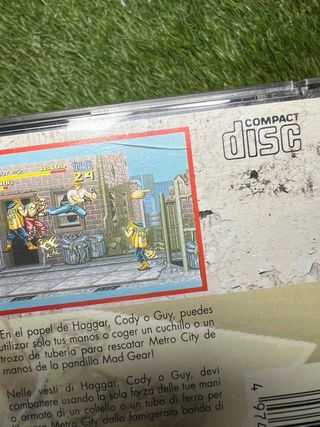 COMPACT
disc
24
En el papel de Haggar, Cody o Guy, puedes
utilizar sólo tus manos o coger un cuchillo o un
trozo de tubería para rescatar Metro City de
manos de la pandilla Mad Gear!
Nelle vesti di Haggar, Cody o Guy, devi
combattere usando la sola forza delle tue mani
o armato di un coltello o un tubo di ferro per
Metro City dalla famigerata banda di
4 97